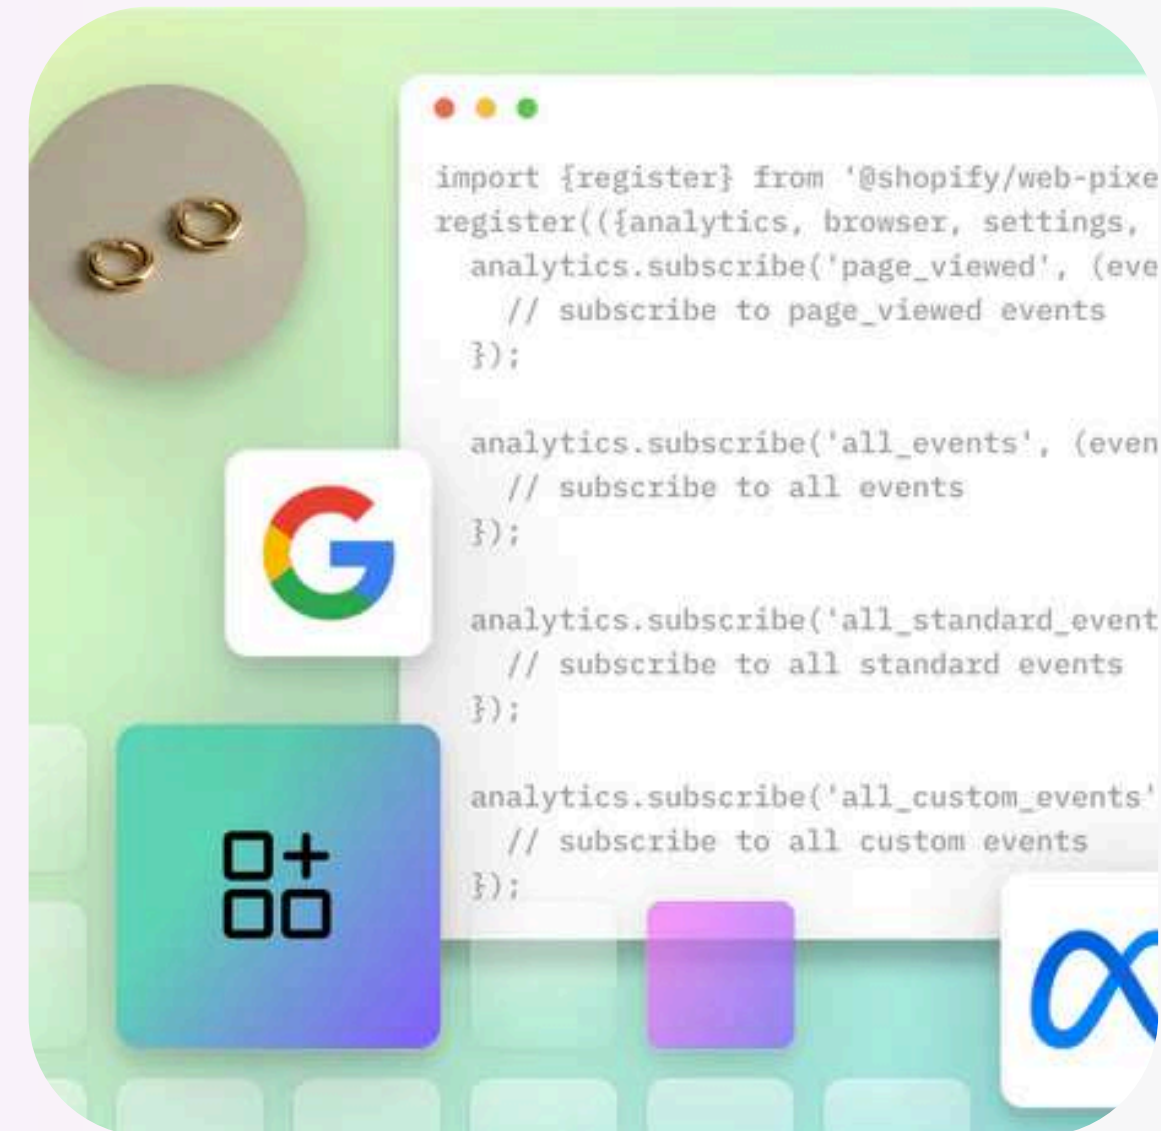 import {register} from '@shopify/web-pixe
register(({analytics, browser, settings,
analytics.subscribe('page_viewed', (eve
// subscribe to page_viewed events
});
analytics.subscribe('all_events', (even
// subscribe to all events
});
analytics.subscribe('all_standard_event
// subscribe to all standard events
});
analytics.subscribe('all_custom_events'
// subscribe to all custom events
});
G